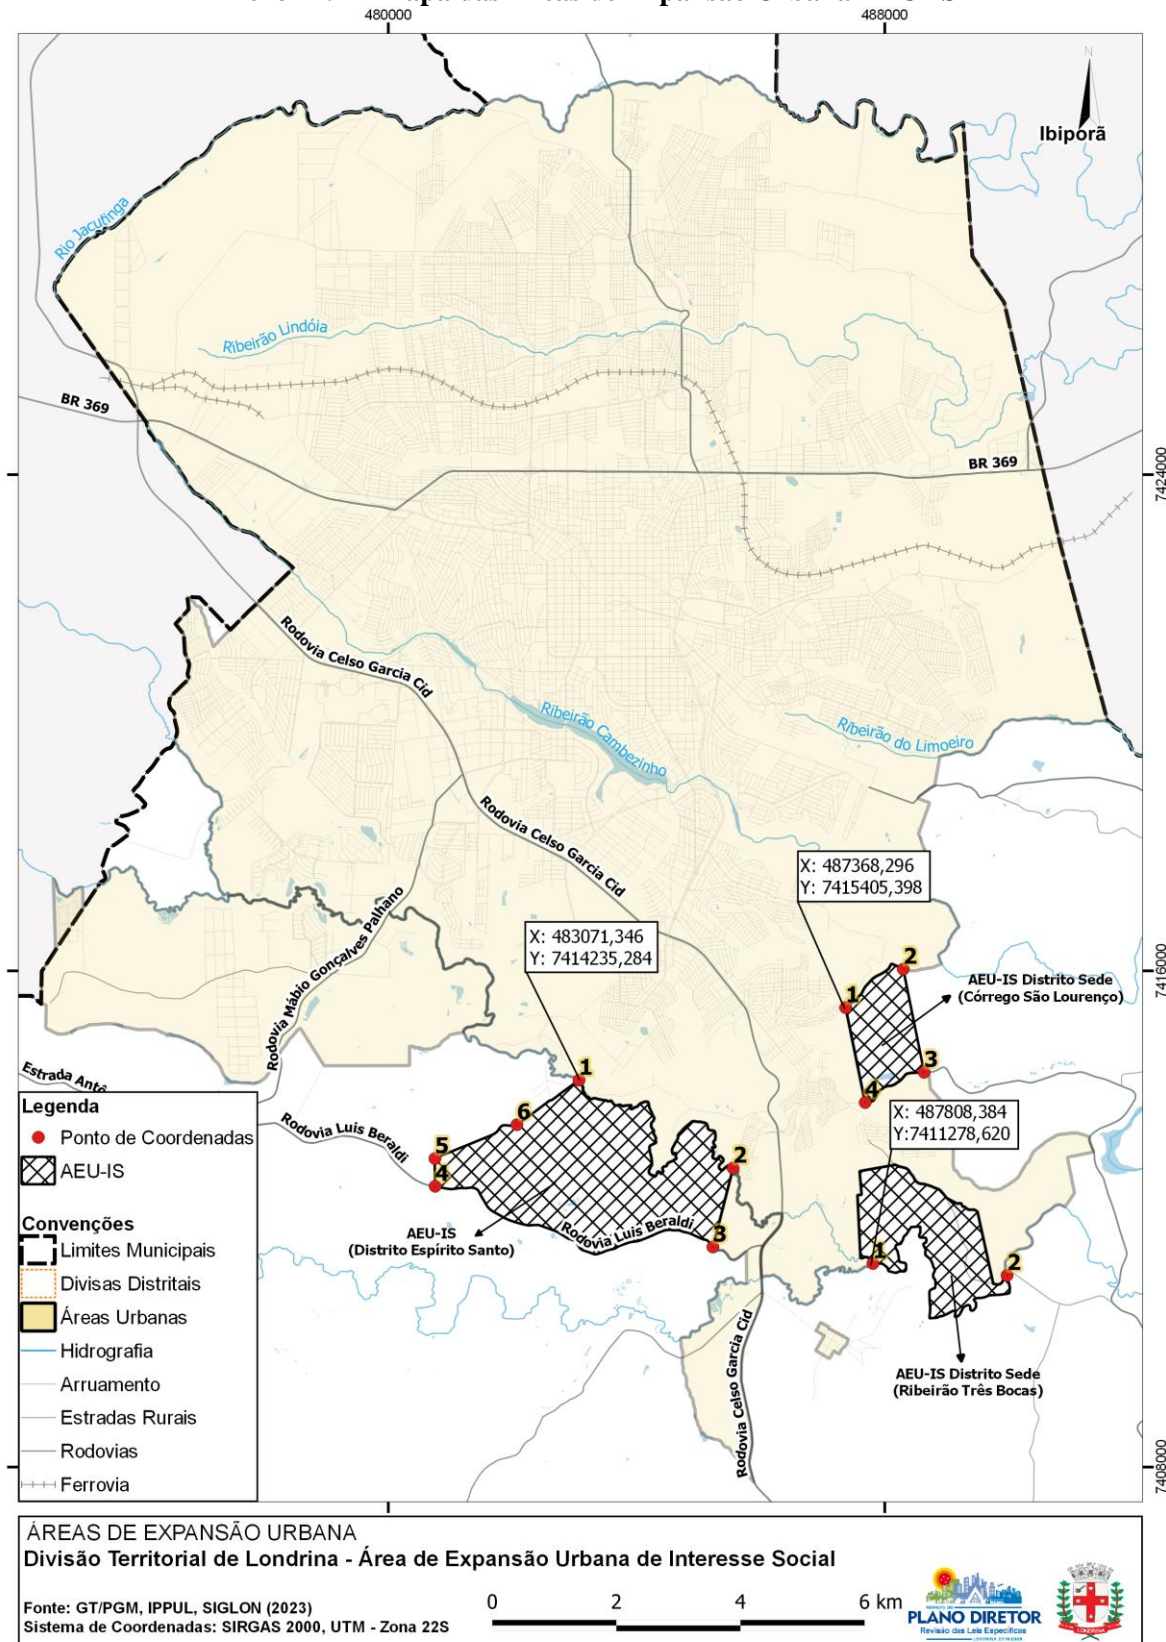 480000
488000
N
Ibiporã
Rio Jacutinga
Ribeirão Lindóia
BR 369
BR 369
7424000
Rodovia Celso Garcia Cid
Ribeirão Cambezinho
Ribeirão do Limoeiro
Rodovia Celso Garcia Cid
X: 487368,296
Y: 7415405,398
Rodovia Mábio Gonçalves Palhano
X: 483071,346
Y: 7414235,284
7416000
2
AEU-IS Distrito Sede
(Córrego São Lourenço)
1
3
4
Estrada Antô
1
X: 487808,384
Y:7411278,620
6
Rodovia Luis Beraldi
5
4
2
AEU-IS
(Distrito Espírito Santo)
Rodovia Luis Beraldi
3
1
2
AEU-IS Distrito Sede
(Ribeirão Três Bocas)
Rodovia Celso Garcia Cid
7408000
Legenda
Ponto de Coordenadas
AEU-IS
Convenções
Limites Municipais
Divisas Distritais
Áreas Urbanas
Hidrografia
Arruamento
Estradas Rurais
Rodovias
Ferrovia
ÁREAS DE EXPANSÃO URBANA
Divisão Territorial de Londrina - Área de Expansão Urbana de Interesse Social
Fonte: GT/PGM, IPPUL, SIGLON (2023)
Sistema de Coordenadas: SIRGAS 2000, UTM - Zona 22S
0 2 4 6 km
PLANO DIRETOR
Revisão das Leis Específicas
LONDRINA